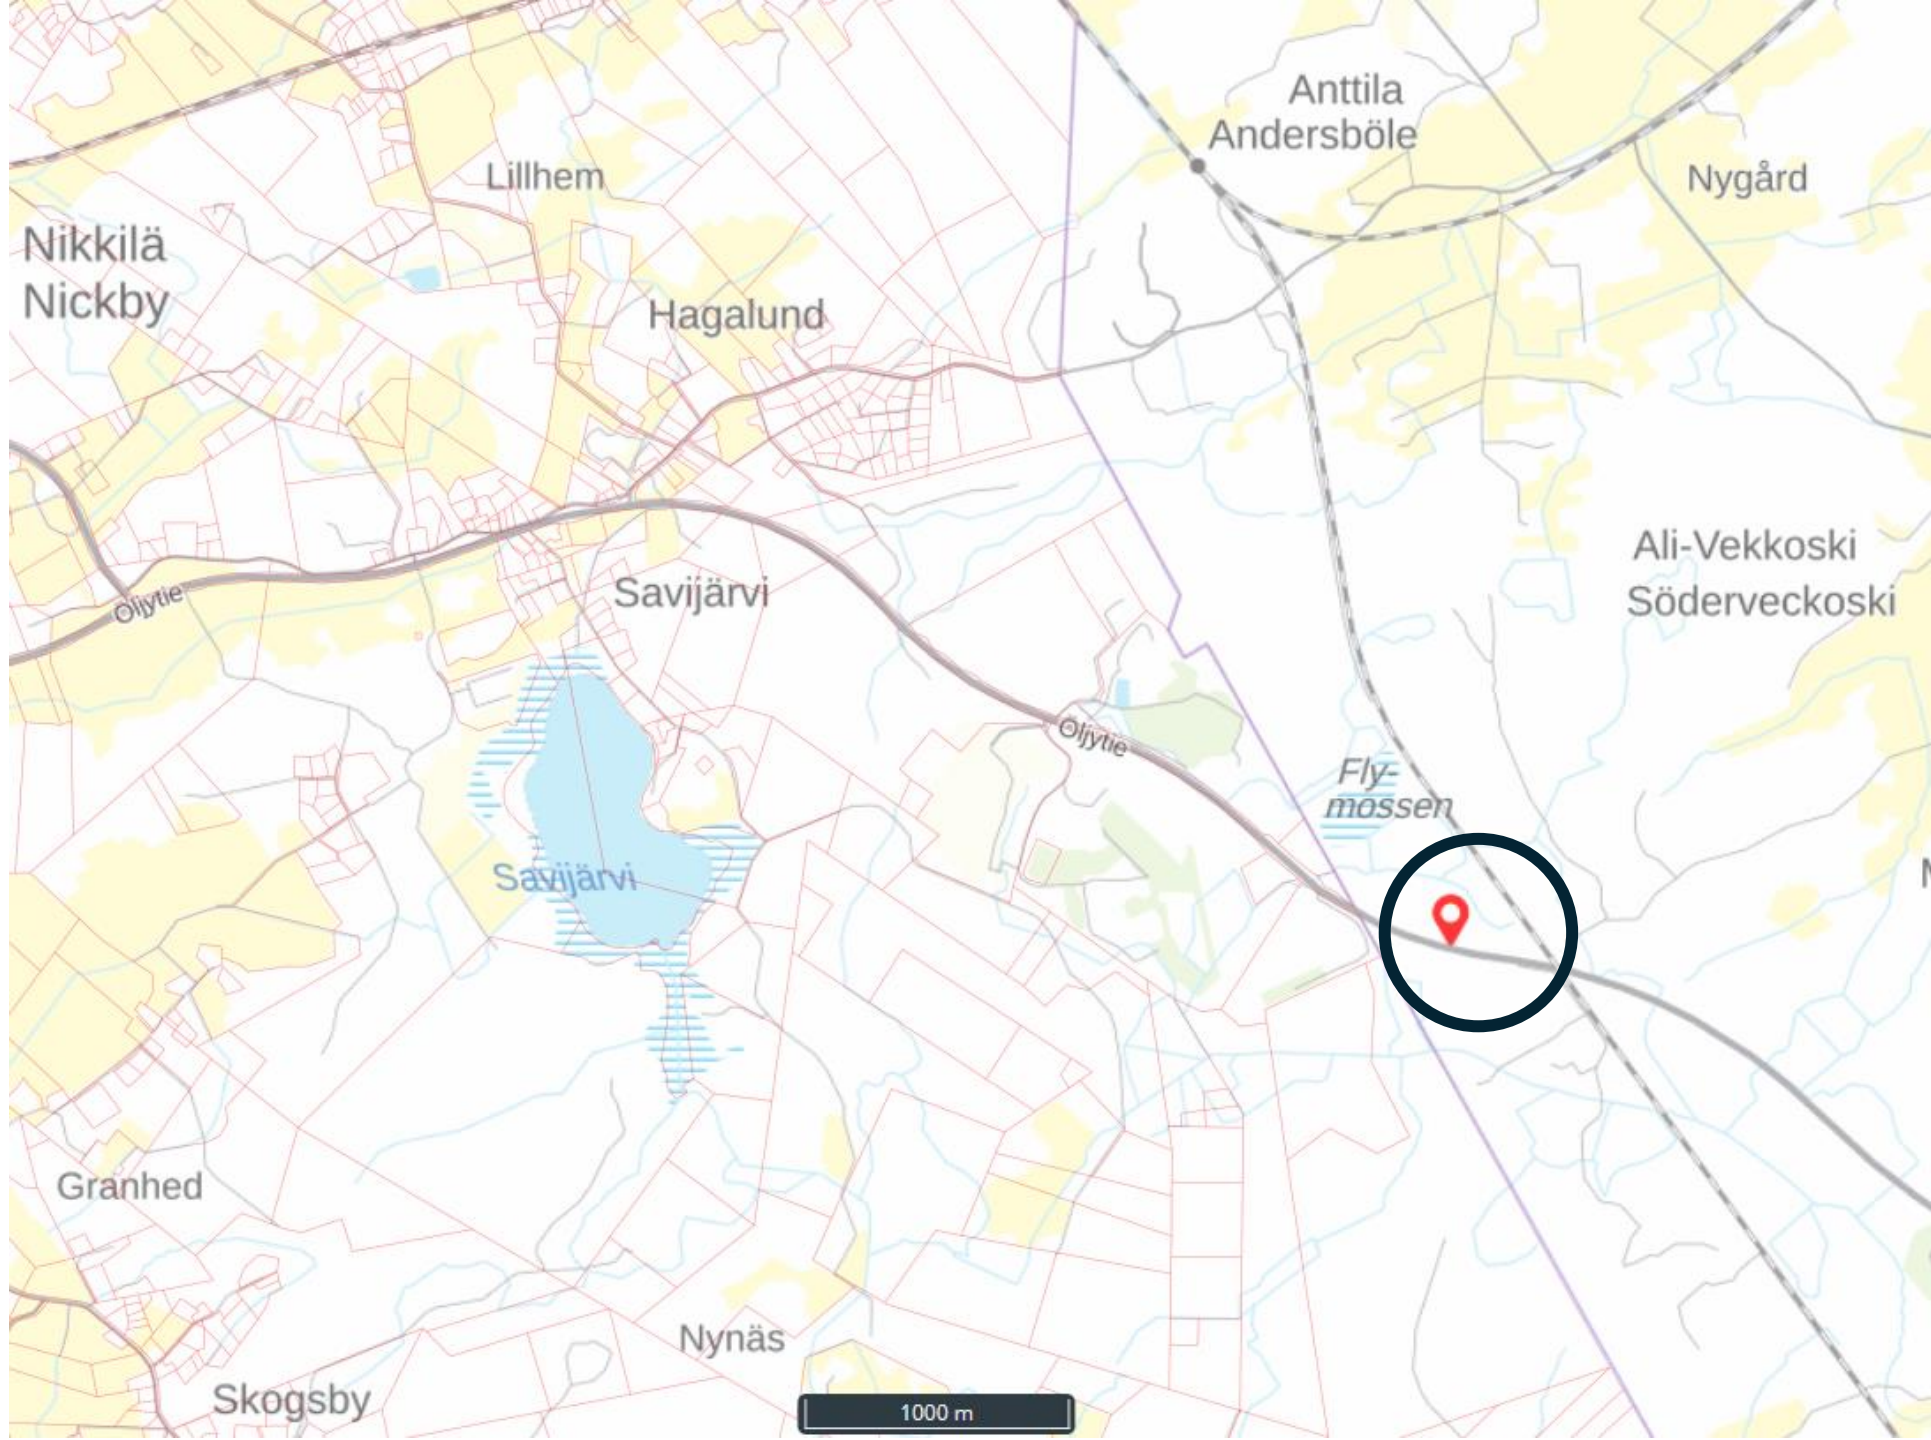 Anttila
Andersböle
Lillhem
Nygård
Nikkilä
Nickby
Hagalund
Ali-Vekkoski
Söderveckoski
Savijärvi
Öljytie
Öljytie
Fly-
mossen
Savijärvi
Granhed
Nynäs
Skogsby
1000 m